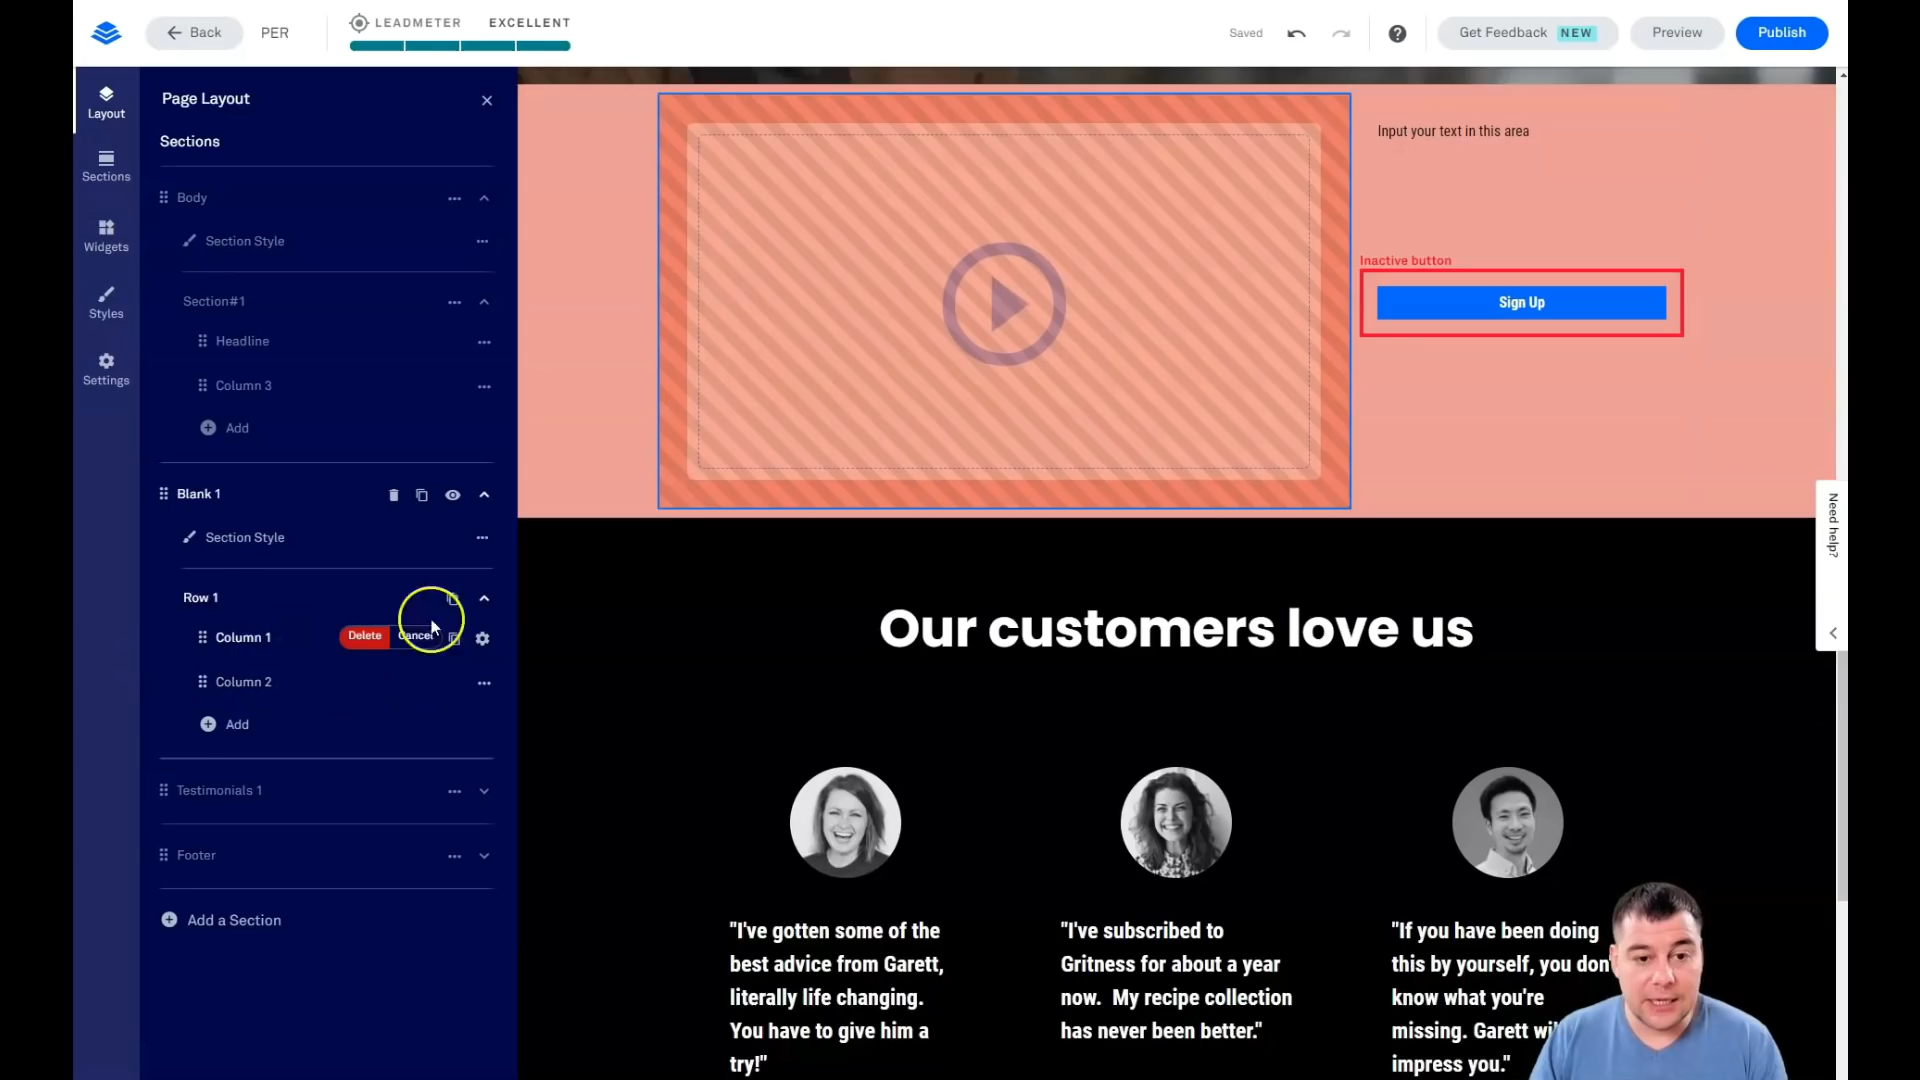 Back
PER
LEADMETER EXCELLENT
Saved
Get Feedback NEW
Preview
Publish
Layout
Sections
Widgets
Styles
Settings
Page Layout
Sections
Body
Section Style
Section#1
Headline
Column 3
Add
Blank 1
Section Style
Row 1
Column 1
Delete
Cancel
Column 2
Add
Testimonials 1
Footer
Add a Section
Input your text in this area
Inactive button
Sign Up
Need help?
Our customers love us
"I've gotten some of the
best advice from Garett,
literally life changing.
You have to give him a
try!"
"I've subscribed to
Gritness for about a year
now. My recipe collection
has never been better."
"If you have been doing
this by yourself, you don
know what you're
missing. Garett wi
impress you."